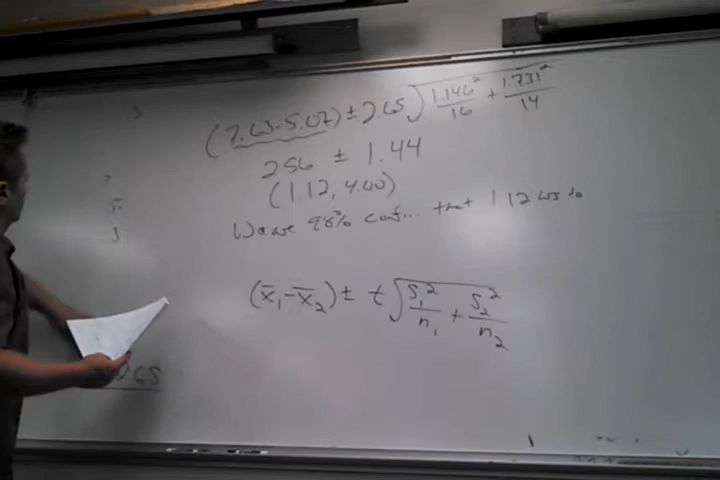 (7.63-5.07) ± 2.65 √(1.146²/16 + 1.731²/14)
2.56 ± 1.44
(1.12, 4.00)
We are 98% conf... that 1.12
(x̄₁-x̄₂) ± t √(S₁²/n₁ + S₂²/n₂)